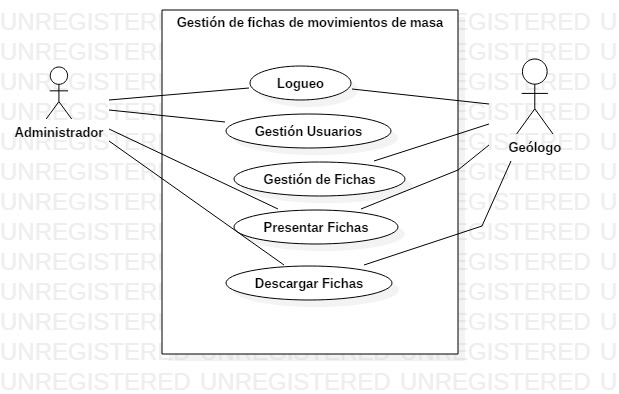 Gestión de fichas de movimientos de masa
Logueo
Administrador
Gestión Usuarios
Geólogo
Gestión de Fichas
Presentar Fichas
Descargar Fichas
UNREGISTERED UNREGISTERED UNREGISTERED U